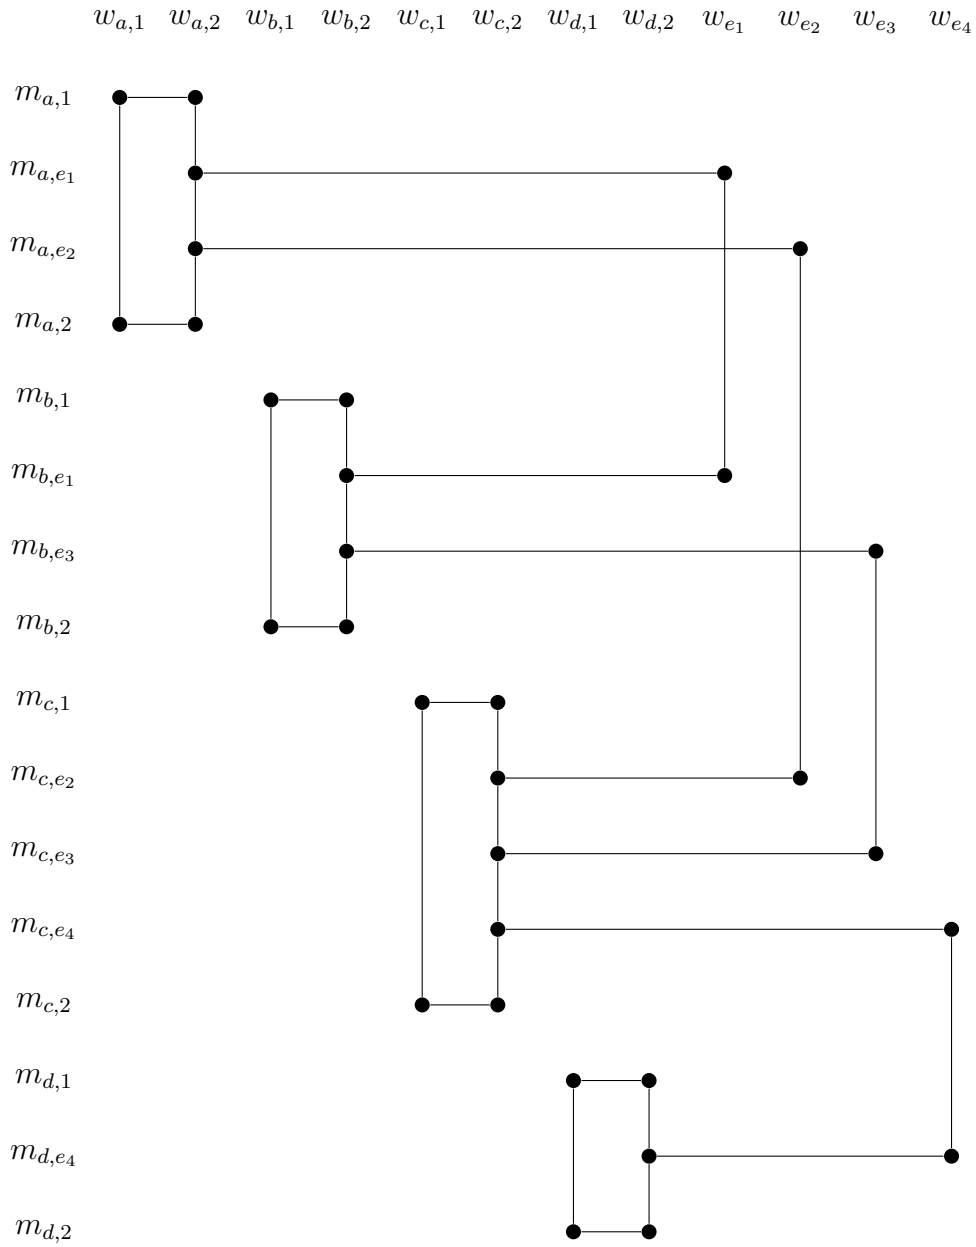 w_{a,1} w_{a,2} w_{b,1} w_{b,2} w_{c,1} w_{c,2} w_{d,1} w_{d,2} w_{e_1} w_{e_2} w_{e_3} w_{e_4}
m_{a,1}
m_{a,e_1}
m_{a,e_2}
m_{a,2}
m_{b,1}
m_{b,e_1}
m_{b,e_3}
m_{b,2}
m_{c,1}
m_{c,e_2}
m_{c,e_3}
m_{c,e_4}
m_{c,2}
m_{d,1}
m_{d,e_4}
m_{d,2}